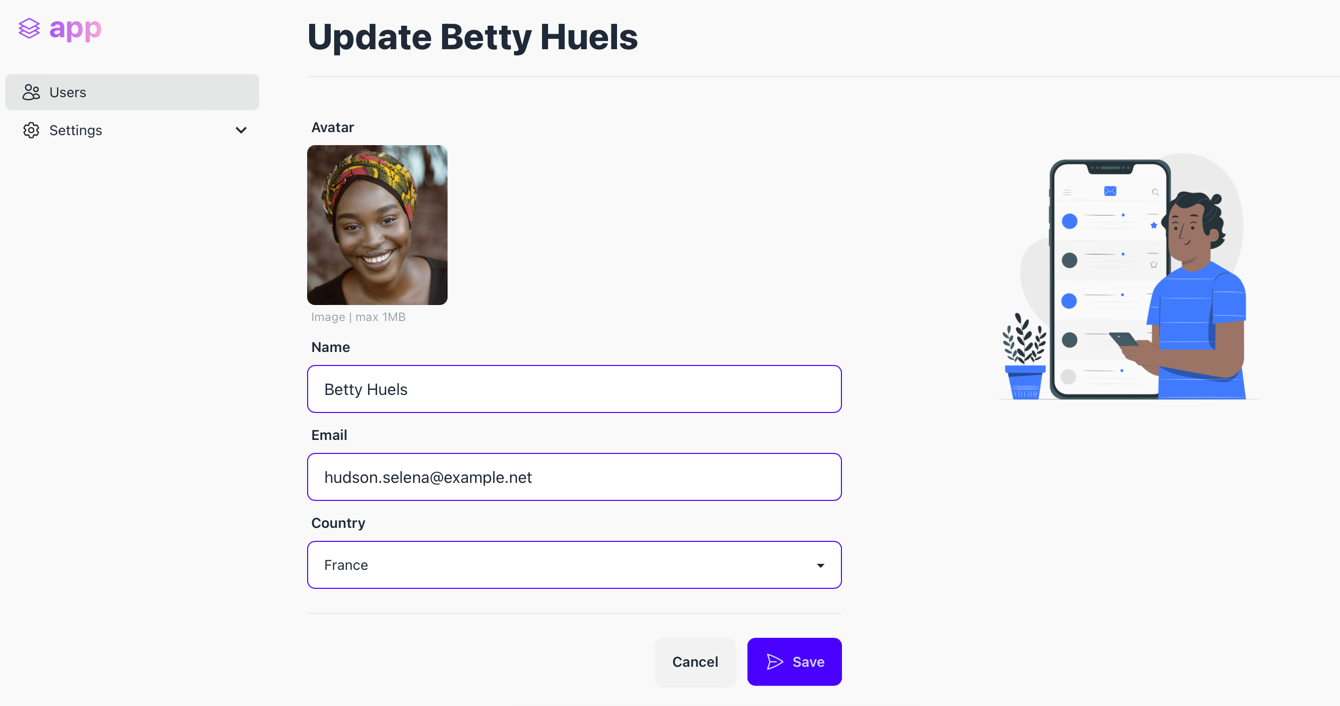 app
Update Betty Huels
Users
Settings
Avatar
Image | max 1MB
Name
Betty Huels
Email
hudson.selena@example.net
Country
France
Cancel
Save